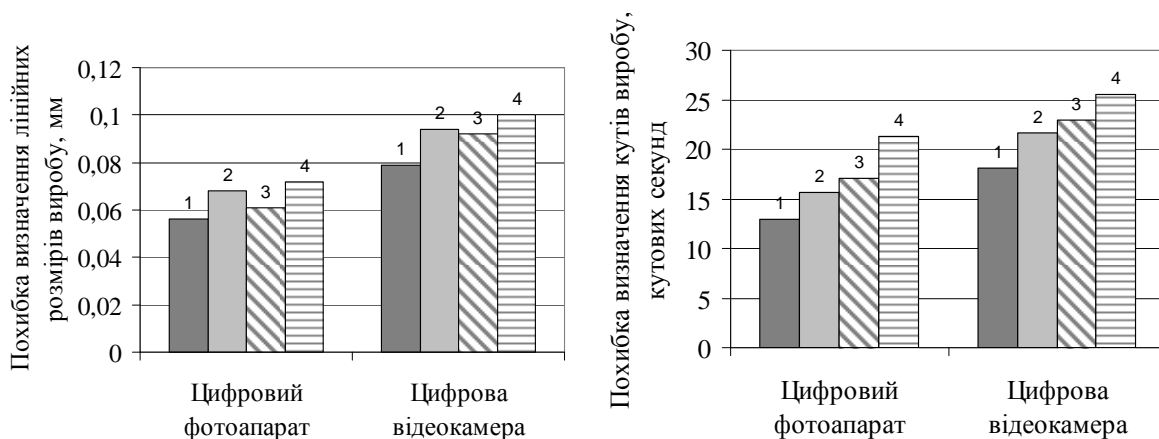 Похибка визначення лінійних
розмірів виробу, мм
0,12
0,1
0,08
0,06
0,04
0,02
0
1
2
3
4
1
2
3
4
Цифровий
фотоапарат
Цифрова
відеокамера
Похибка визначення кутів виробу,
кутових секунд
30
25
20
15
10
5
0
1
2
3
4
1
2
3
4
Цифровий
фотоапарат
Цифрова
відеокамера